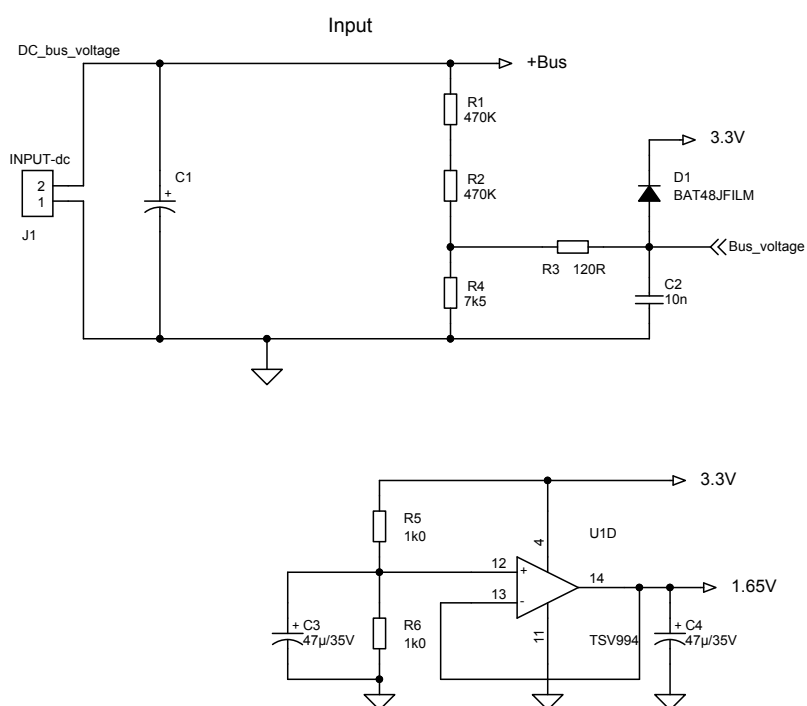 Input
DC_bus_voltage
+Bus
R1
470K
3.3V
INPUT-dc
C1
+
R2
470K
D1
BAT48JFILM
2
1
J1
Bus_voltage
R3 120R
R4
7k5
C2
10n
3.3V
R5
1k0
4
U1D
12
+
14
1.65V
13
-
+ C3
47µ/35V
R6
1k0
11
TSV994
+ C4
47µ/35V